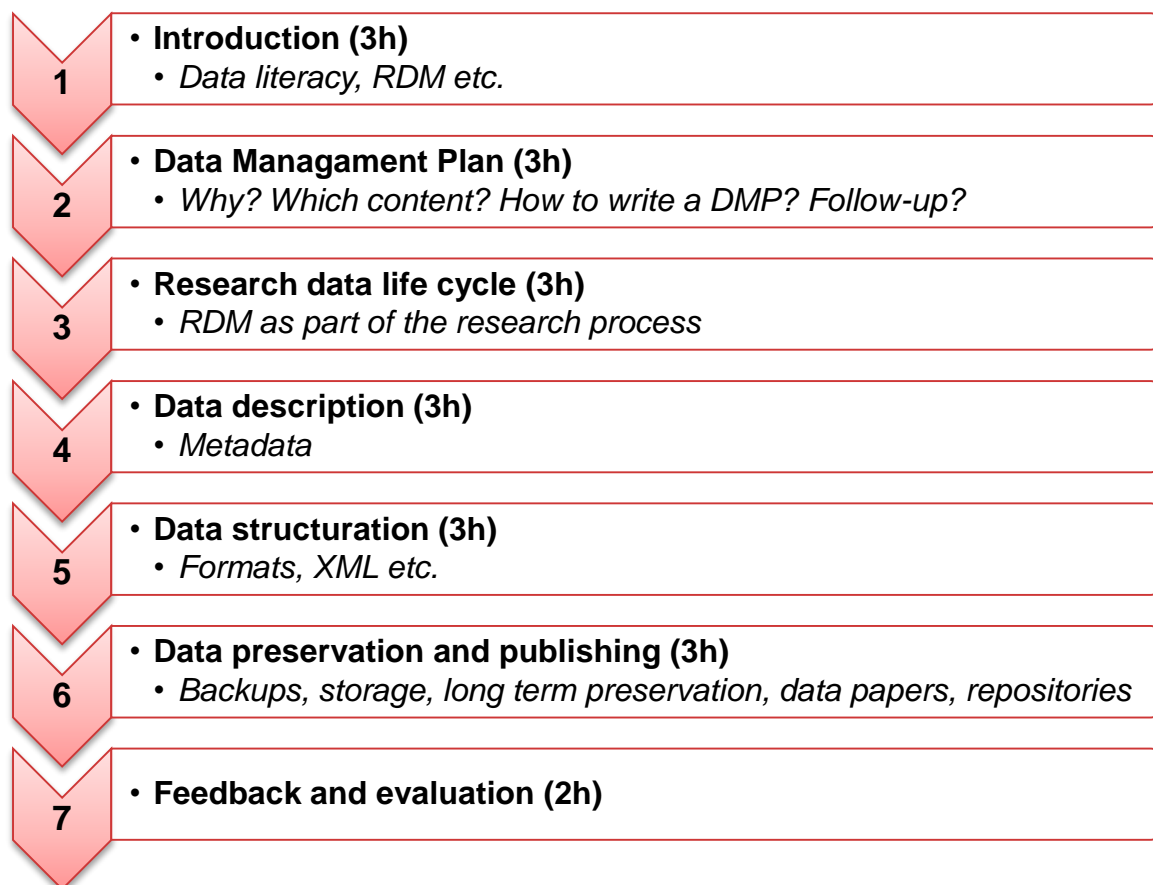 1
• Introduction (3h)
• Data literacy, RDM etc.
2
• Data Managament Plan (3h)
• Why? Which content? How to write a DMP? Follow-up?
3
• Research data life cycle (3h)
• RDM as part of the research process
4
• Data description (3h)
• Metadata
5
• Data structuration (3h)
• Formats, XML etc.
6
• Data preservation and publishing (3h)
• Backups, storage, long term preservation, data papers, repositories
7
• Feedback and evaluation (2h)